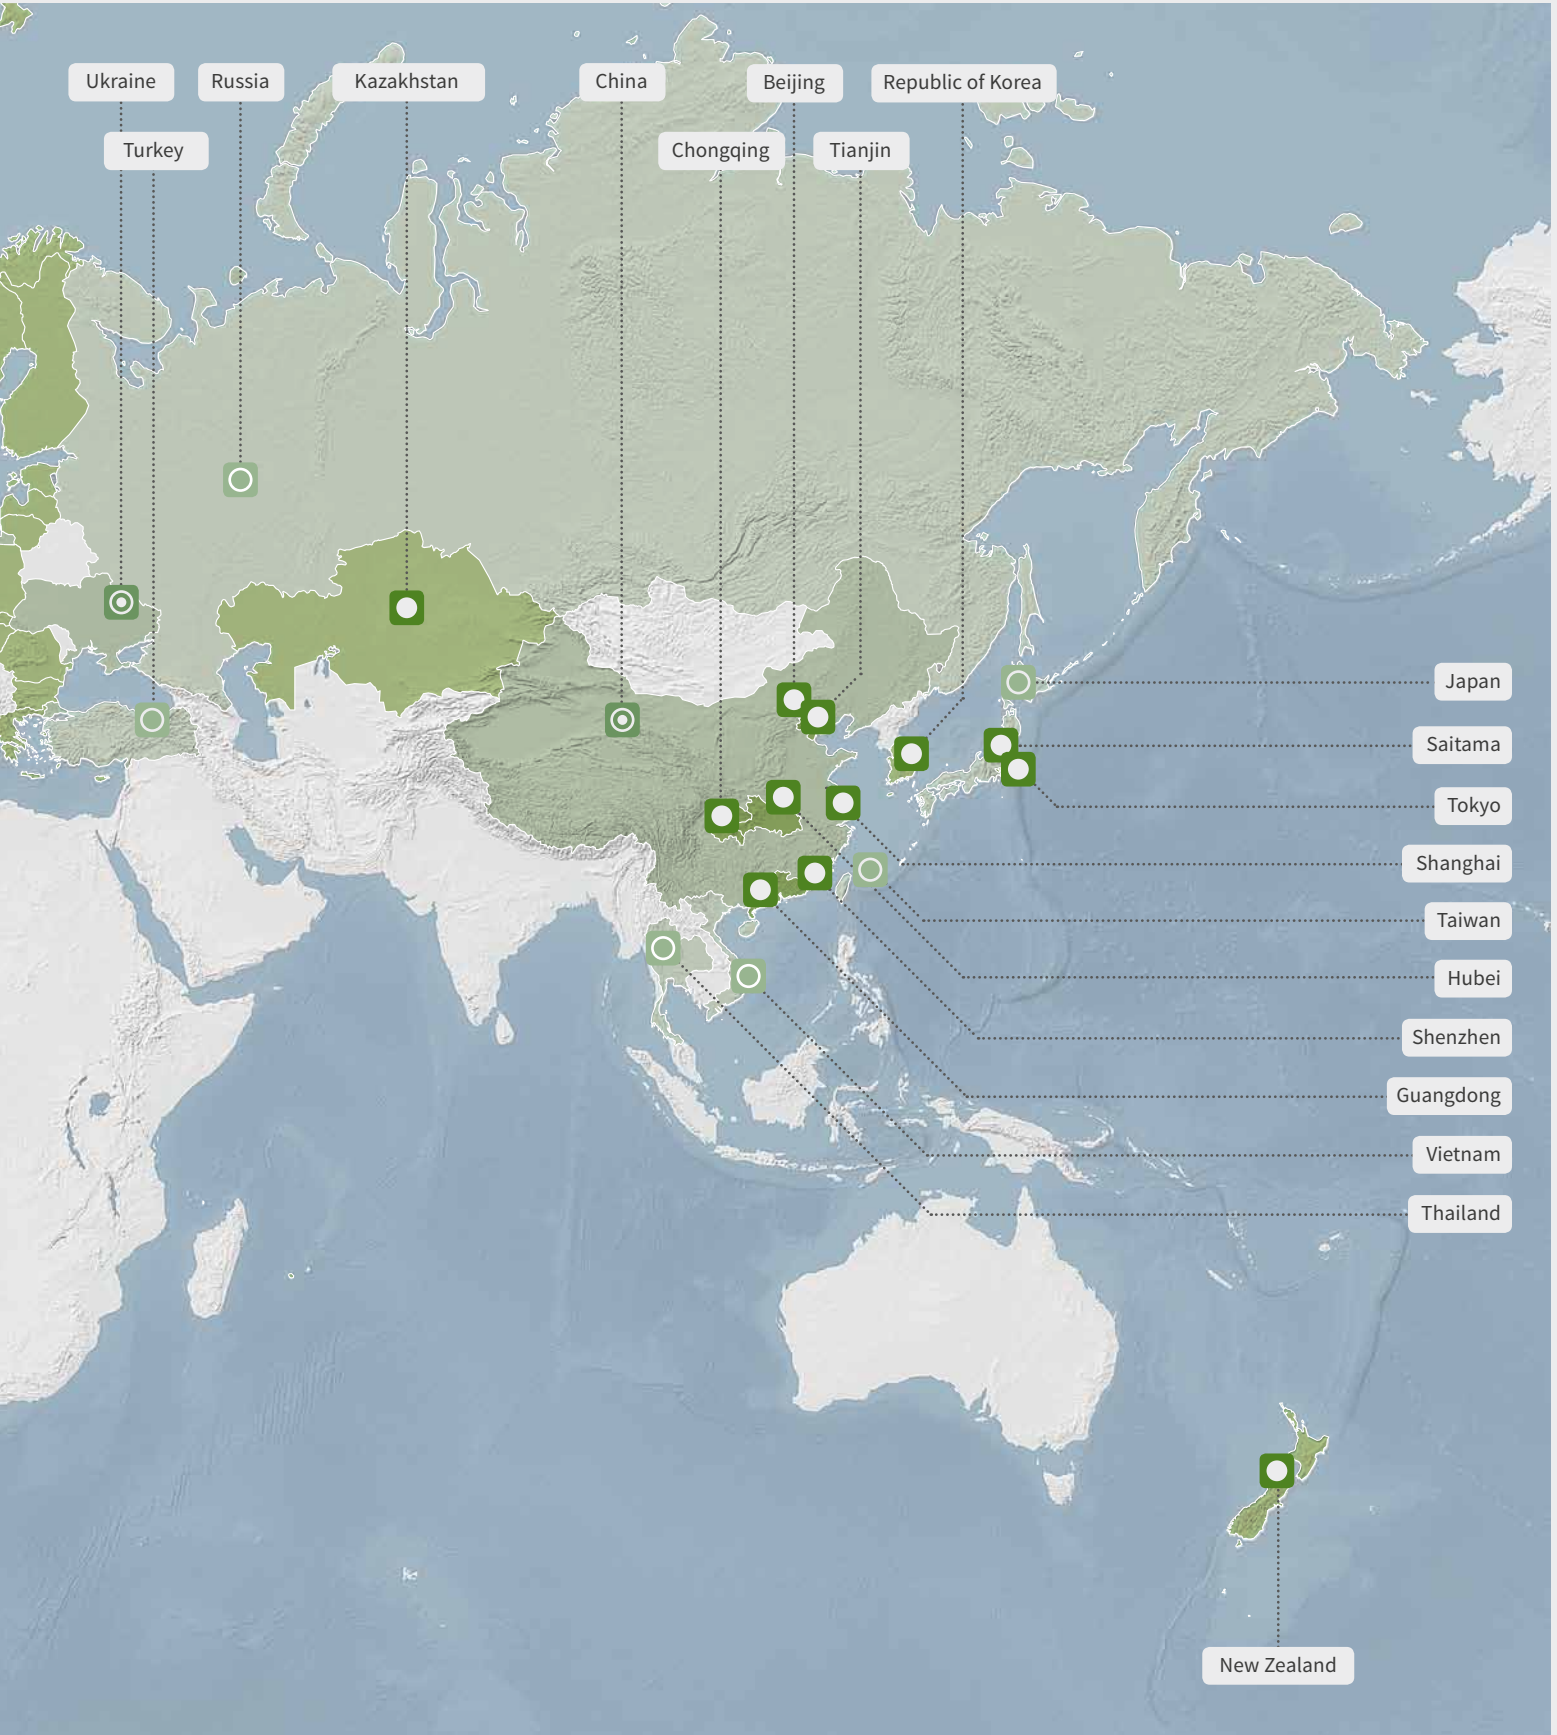 Ukraine
Russia
Kazakhstan
China
Beijing
Republic of Korea
Turkey
Chongqing
Tianjin
Japan
Saitama
Tokyo
Shanghai
Taiwan
Hubei
Shenzhen
Guangdong
Vietnam
Thailand
New Zealand